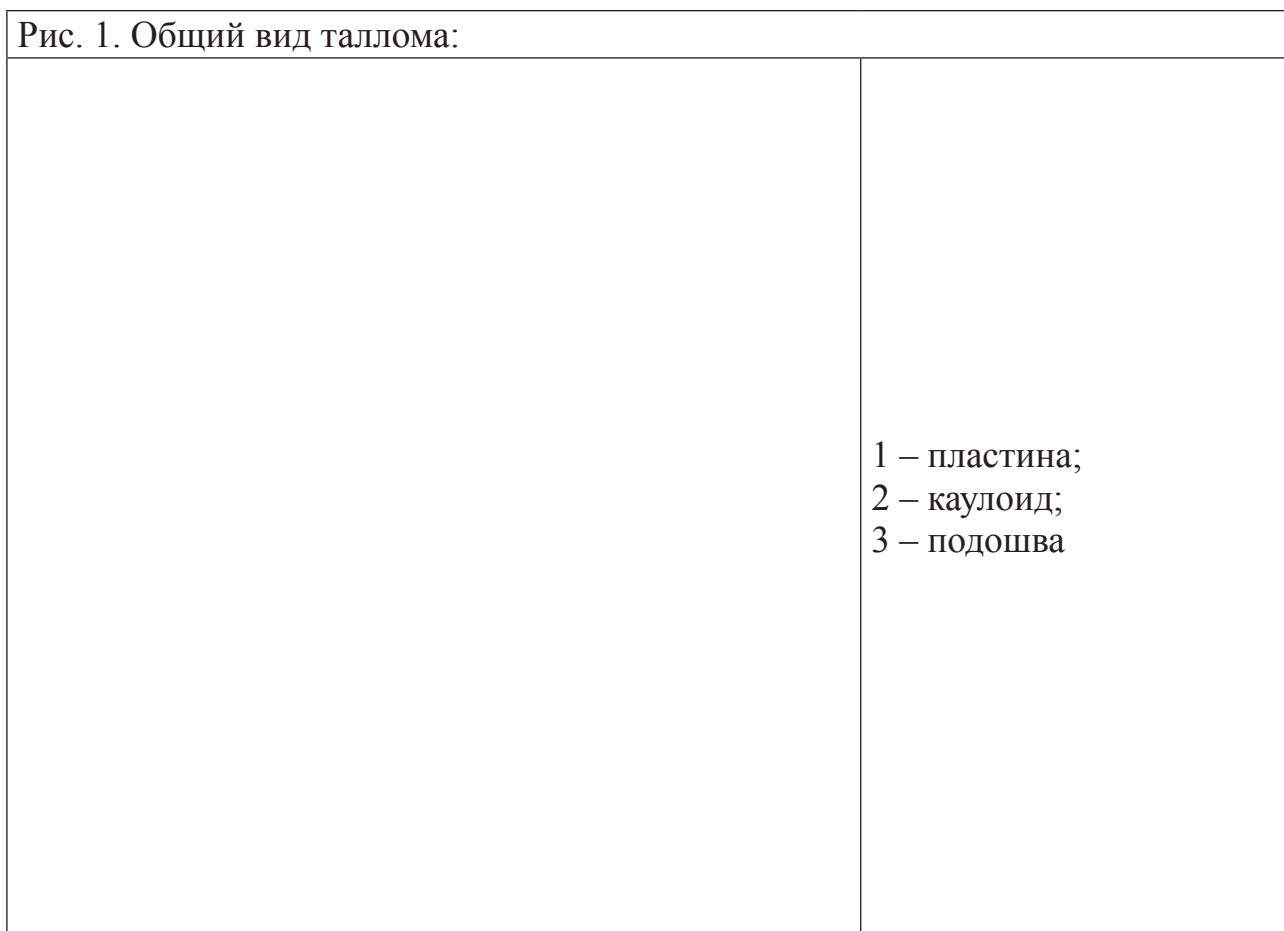 Рис. 1. Общий вид таллома:
1 – пластина;
2 – каулоид;
3 – подошва